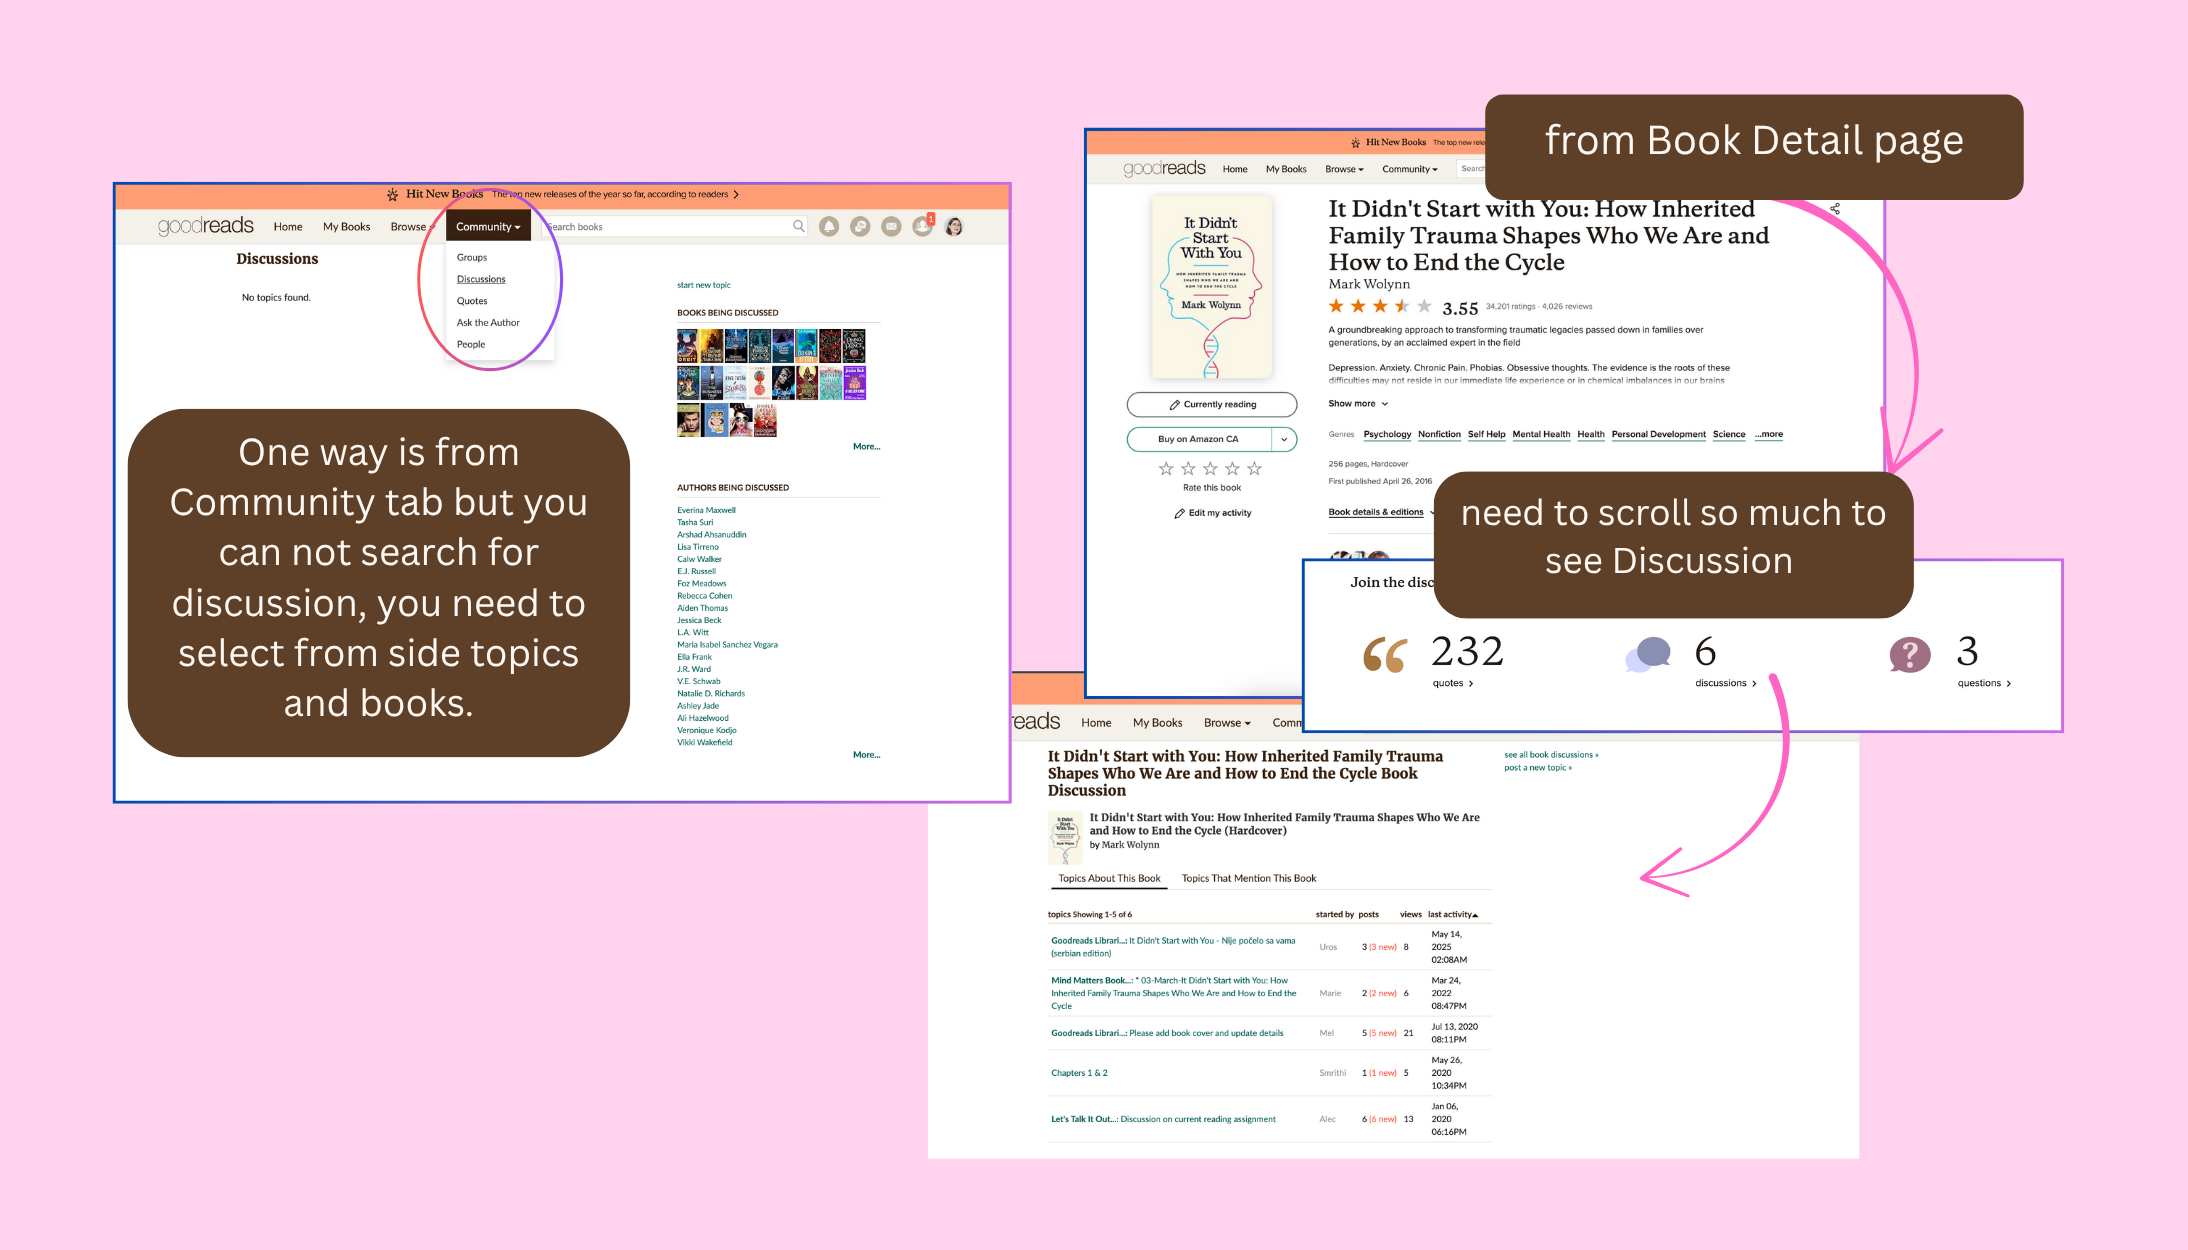 Hit New Books The top new releases of the year so far, according to readers
goodreads Home My Books Browse Community Search books 1
Groups
Discussions
Quotes
Ask the Author
People
Discussions
No topics found.
start new topic
BOOKS BEING DISCUSSED
More...
AUTHORS BEING DISCUSSED
Everina Maxwell
Tasha Suri
Arshad Ahsanuddin
Lisa Tirreno
Calw Walker
E.J. Russell
Foz Meadows
Rebecca Cohen
Aiden Thomas
Jessica Beck
L.A. Witt
Maria Isabel Sanchez Vegara
Ella Frank
J.R. Ward
V.E. Schwab
Natalie D. Richards
Ashley Jade
Ali Hazelwood
Veronique Kodjo
Vikki Wakefield
More...
One way is from
Community tab but you
can not search for
discussion, you need to
select from side topics
and books.
from Book Detail page
Hit New Books The top new rele
goodreads Home My Books Browse Community Search
It Didn't
Start
With You
HOW INHERITED FAMILY TRAUMA
SHAPES WHO WE ARE AND
HOW TO END THE CYCLE
Mark Wolynn
Currently reading
Buy on Amazon CA
Rate this book
Edit my activity
It Didn't Start with You: How Inherited
Family Trauma Shapes Who We Are and
How to End the Cycle
Mark Wolynn
3.55 34,201 ratings · 4,026 reviews
A groundbreaking approach to transforming traumatic legacies passed down in families over
generations, by an acclaimed expert in the field
Depression. Anxiety. Chronic Pain. Phobias. Obsessive thoughts. The evidence is the roots of these
difficulties may not reside in our immediate life experience or in chemical imbalances in our brains
Show more
Genres Psychology Nonfiction Self Help Mental Health Health Personal Development Science ...more
256 pages, Hardcover
First published April 26, 2016
Book details & editions
need to scroll so much to
see Discussion
Join the disc
232 6 3
quotes discussions questions
reads Home My Books Browse Comm
It Didn't Start with You: How Inherited Family Trauma
Shapes Who We Are and How to End the Cycle Book
Discussion
see all book discussions »
post a new topic »
It Didn't Start with You: How Inherited Family Trauma Shapes Who We Are
and How to End the Cycle (Hardcover)
by Mark Wolynn
Topics About This Book Topics That Mention This Book
topics Showing 1-5 of 6 started by posts views last activity
Goodreads Librari...: It Didn't Start with You - Nije počelo sa vama
(serbian edition)
Uros 3 (3 new) 8
May 14,
2025
02:08AM
Mind Matters Book...: * 03-March-It Didn't Start with You: How
Inherited Family Trauma Shapes Who We Are and How to End the
Cycle
Marie 2 (2 new) 6
Mar 24,
2022
08:47PM
Goodreads Librari...: Please add book cover and update details
Mel 5 (5 new) 21
Jul 13, 2020
08:11PM
Chapters 1 & 2
Smrithi 1 (1 new) 5
May 26,
2020
10:34PM
Let's Talk It Out...: Discussion on current reading assignment
Alec 6 (6 new) 13
Jan 06,
2020
06:16PM